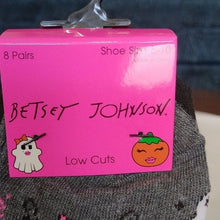 8 Pairs
Shoe Size
BETSEY JOHNSON.
Low Cuts